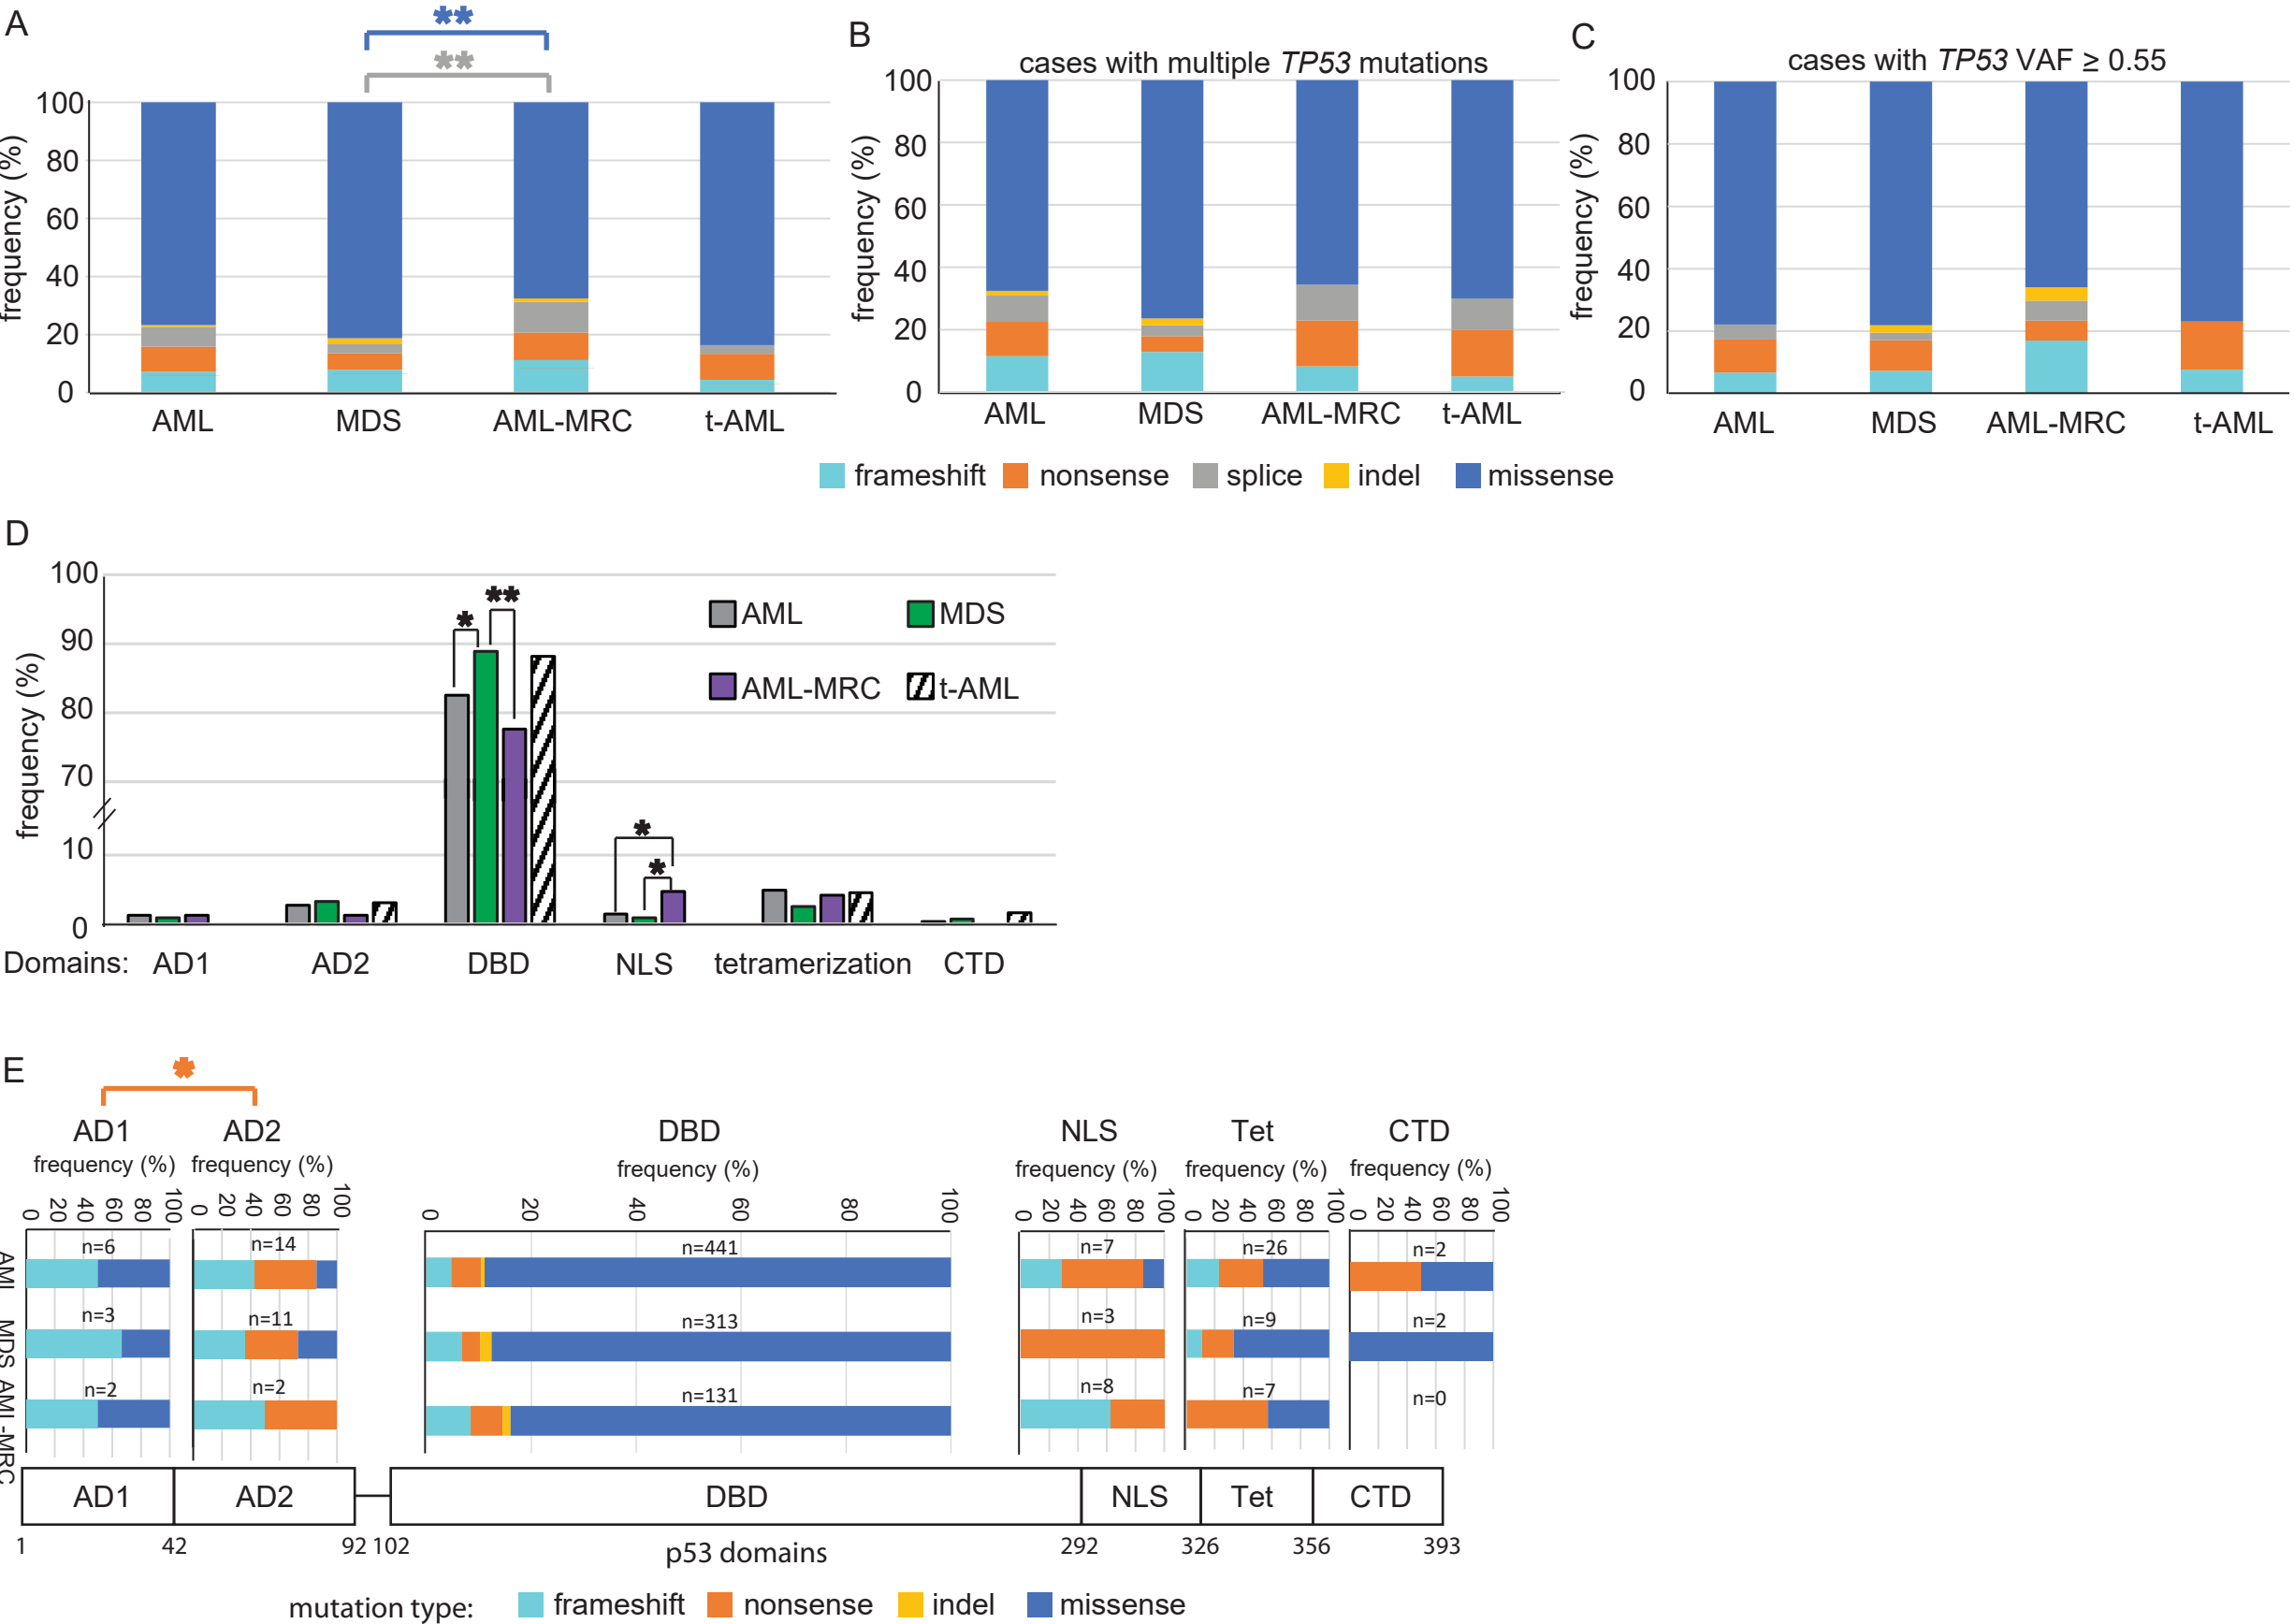 A
**
**
frequency (%)
100
80
60
40
20
0
AML MDS AML-MRC t-AML
B
cases with multiple TP53 mutations
frequency (%)
100
80
60
40
20
0
AML MDS AML-MRC t-AML
C
cases with TP53 VAF ≥ 0.55
frequency (%)
100
80
60
40
20
0
AML MDS AML-MRC t-AML
frameshift nonsense splice indel missense
D
frequency (%)
100
90
80
70
10
0
* **
*
*
AML MDS
AML-MRC t-AML
Domains: AD1 AD2 DBD NLS tetramerization CTD
E
*
AD1 AD2 DBD NLS Tet CTD
frequency (%) frequency (%) frequency (%) frequency (%) frequency (%) frequency (%)
0 20 40 60 80 100 0 20 40 60 80 100 0 20 40 60 80 100 0 20 40 60 80 100 0 20 40 60 80 100 0 20 40 60 80 100
AML n=6 n=14 n=441 n=7 n=26 n=2
MDS n=3 n=11 n=313 n=3 n=9 n=2
AML-MRC n=2 n=2 n=131 n=8 n=7 n=0
AD1 AD2 DBD NLS Tet CTD
1 42 92 102 292 326 356 393
p53 domains
mutation type: frameshift nonsense indel missense